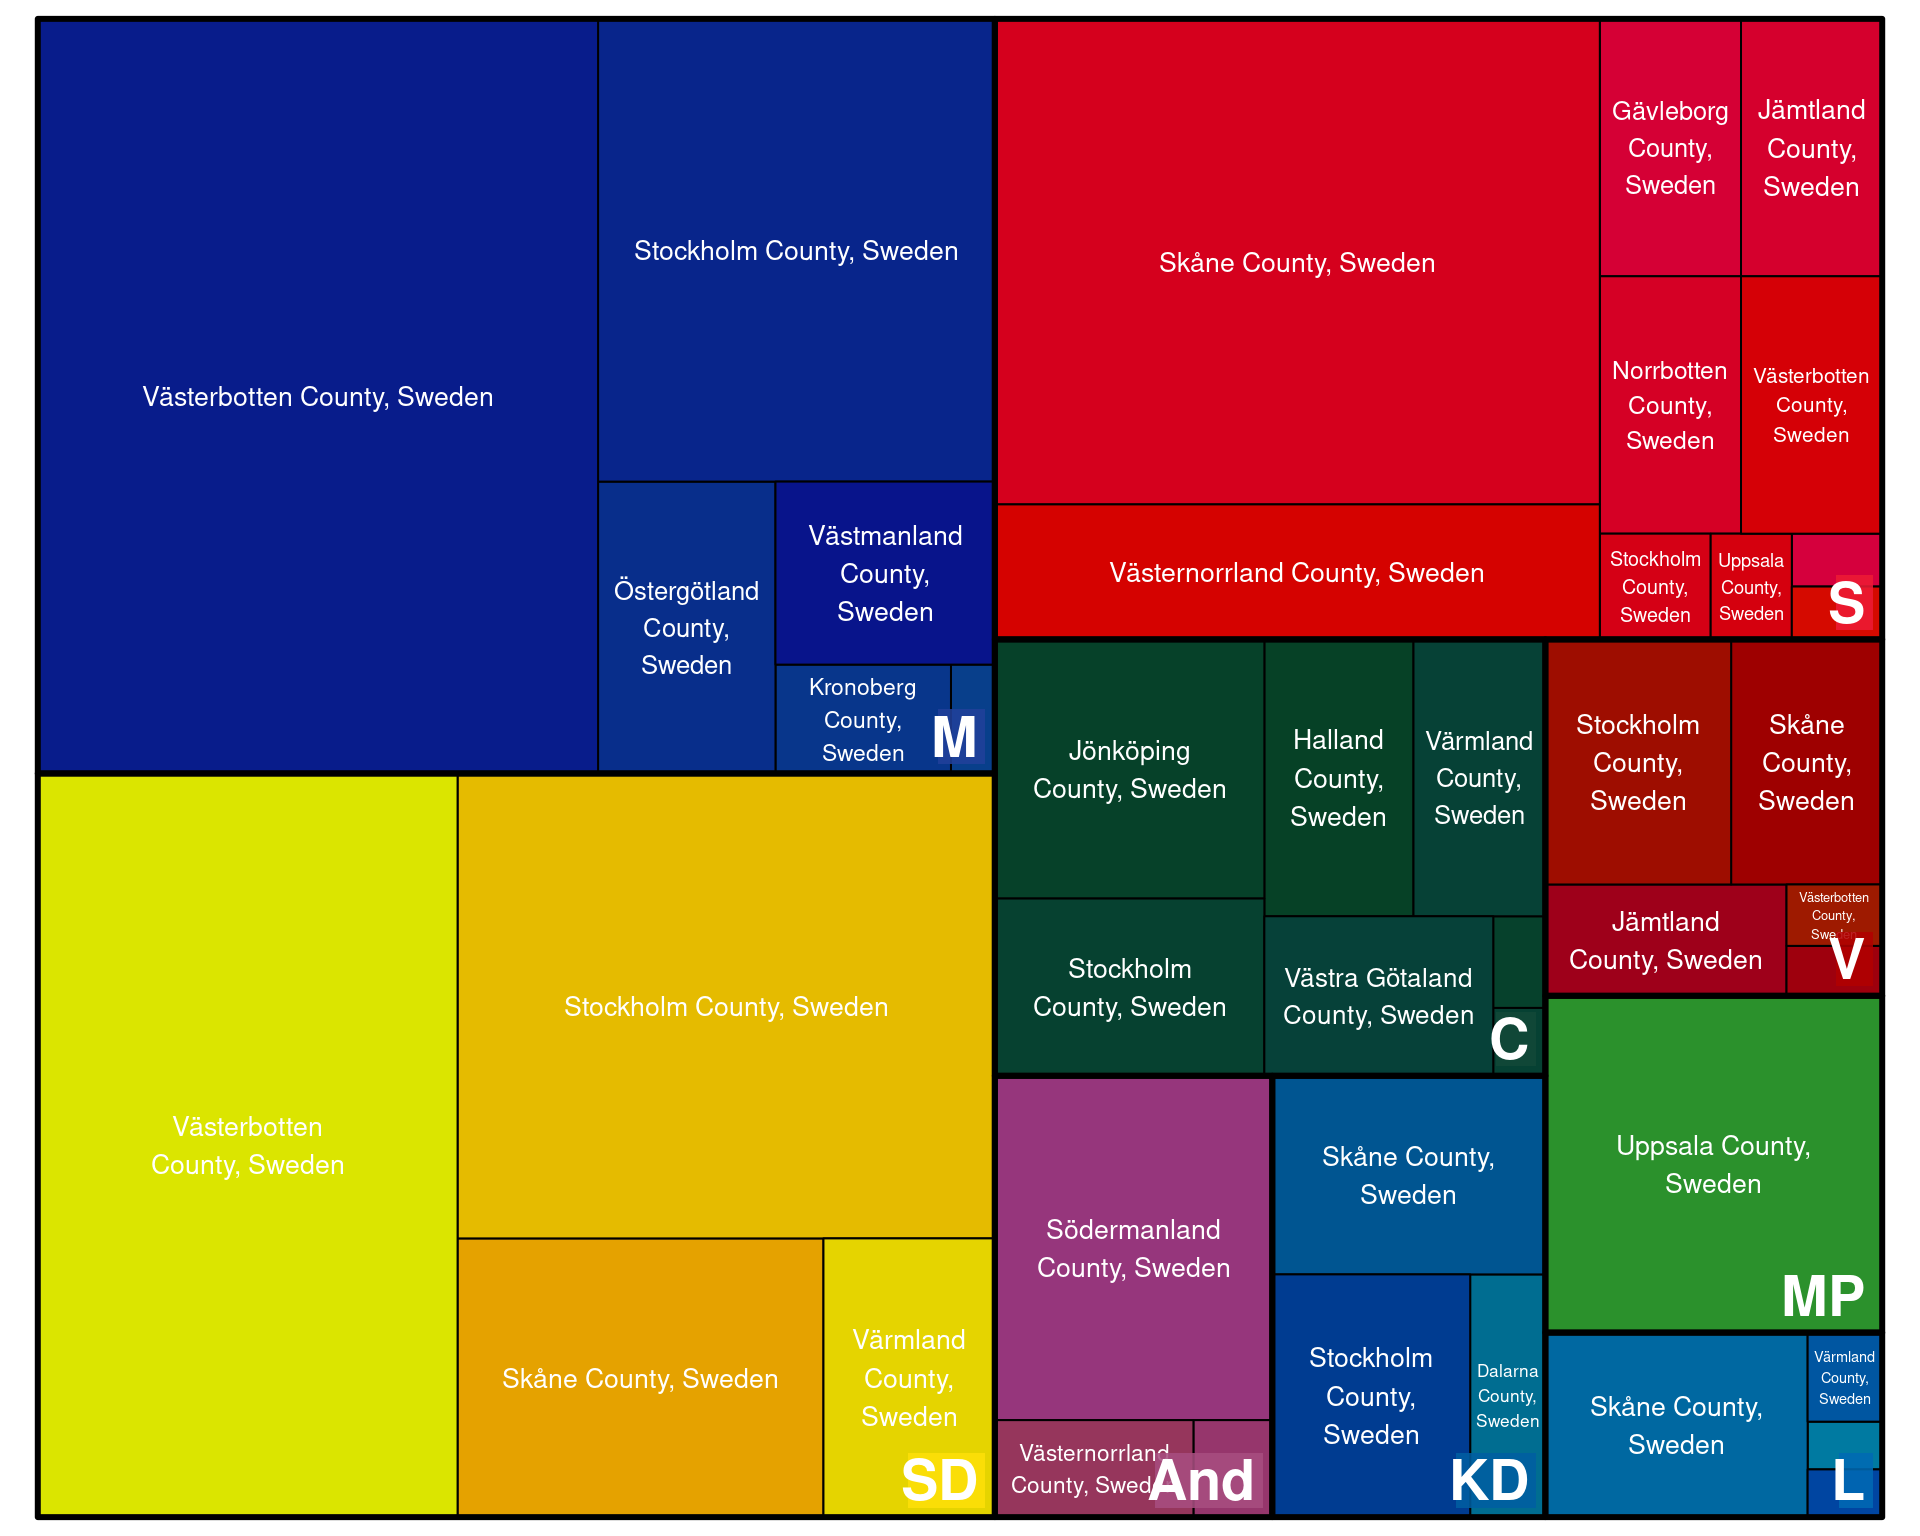 Västerbotten County, Sweden
Stockholm County, Sweden
Östergötland
County,
Sweden
Västmanland
County,
Sweden
Kronoberg
County,
Sweden
M
Västerbotten
County, Sweden
Stockholm County, Sweden
Skåne County, Sweden
Värmland
County,
Sweden
SD
Skåne County, Sweden
Västernorrland County, Sweden
Gävleborg
County,
Sweden
Jämtland
County,
Sweden
Norrbotten
County,
Sweden
Västerbotten
County,
Sweden
Stockholm
County,
Sweden
Uppsala
County,
Sweden
S
Jönköping
County, Sweden
Stockholm
County, Sweden
Halland
County,
Sweden
Värmland
County,
Sweden
Västra Götaland
County, Sweden
C
Stockholm
County,
Sweden
Skåne
County,
Sweden
Jämtland
County, Sweden
Västerbotten
County,
Sweden
V
Södermanland
County, Sweden
Västernorrland
County, Sweden
And
Skåne County,
Sweden
Stockholm
County,
Sweden
Dalarna
County,
Sweden
KD
Uppsala County,
Sweden
MP
Skåne County,
Sweden
Värmland
County,
Sweden
L